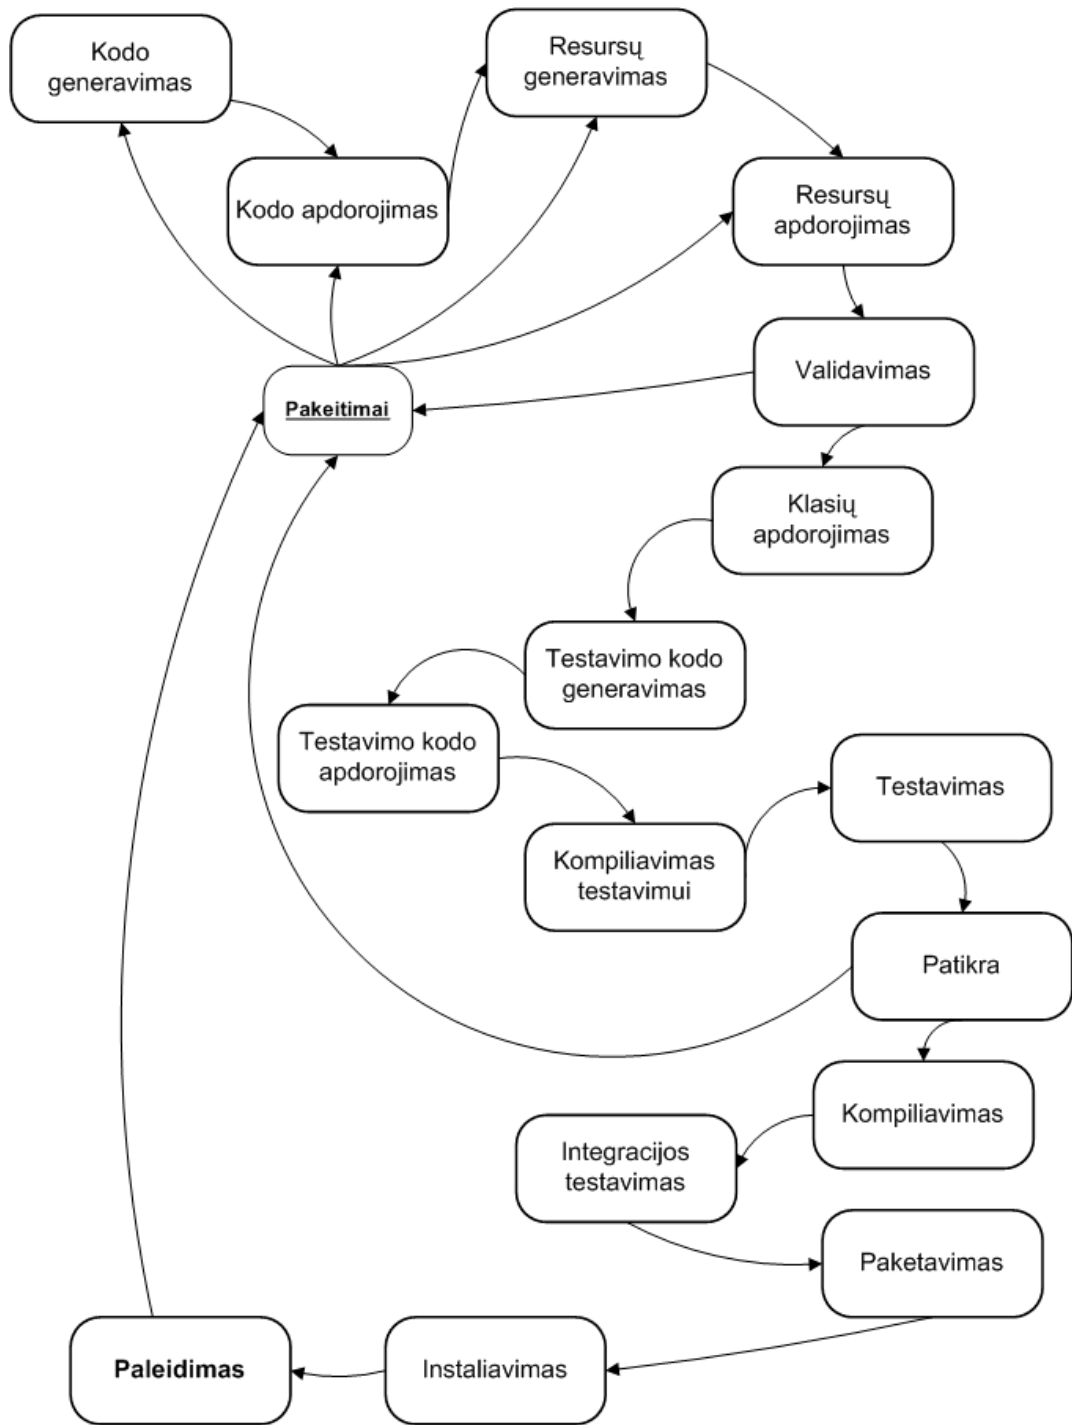 Kodo
generavimas
Resursų
generavimas
Kodo apdorojimas
Resursų
apdorojimas
Validavimas
Pakeitimai
Klasių
apdorojimas
Testavimo kodo
generavimas
Testavimo kodo
apdorojimas
Testavimas
Kompiliavimas
testavimui
Patikra
Kompiliavimas
Integracijos
testavimas
Paketavimas
Paleidimas
Instaliavimas